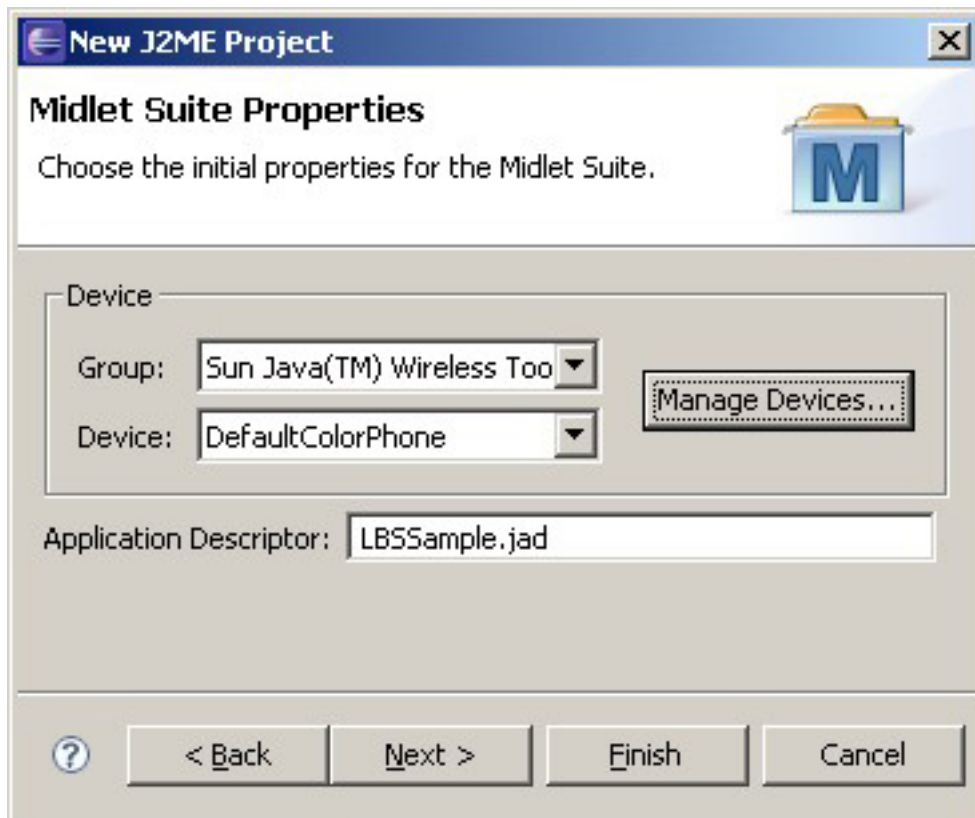 New J2ME Project
Midlet Suite Properties
Choose the initial properties for the Midlet Suite.
M
Device
Group: Sun Java(TM) Wireless Too
Manage Devices...
Device: DefaultColorPhone
Application Descriptor: LBSSample.jad
? < Back Next > Finish Cancel